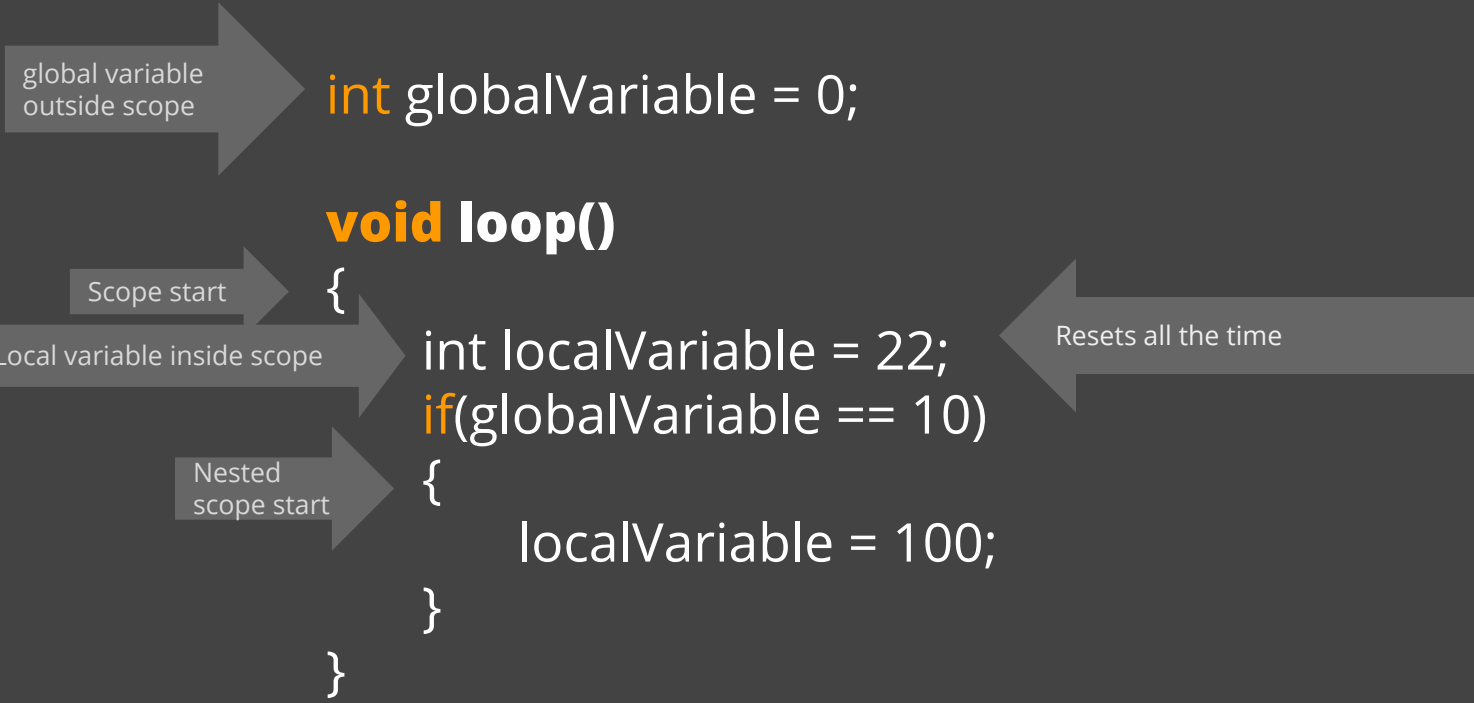 global variable
outside scope
int globalVariable = 0;
void loop()
Scope start
{
Local variable inside scope
int localVariable = 22;
Resets all the time
if(globalVariable == 10)
Nested
scope start
{
localVariable = 100;
}
}